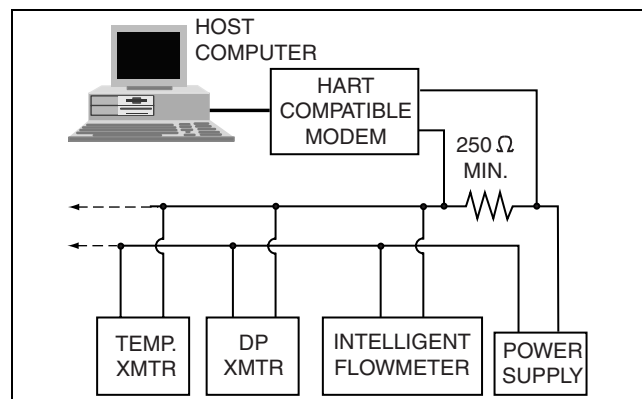 HOST
COMPUTER
HART
COMPATIBLE
MODEM
250 Ω
MIN.
TEMP.
XMTR
DP
XMTR
INTELLIGENT
FLOWMETER
POWER
SUPPLY